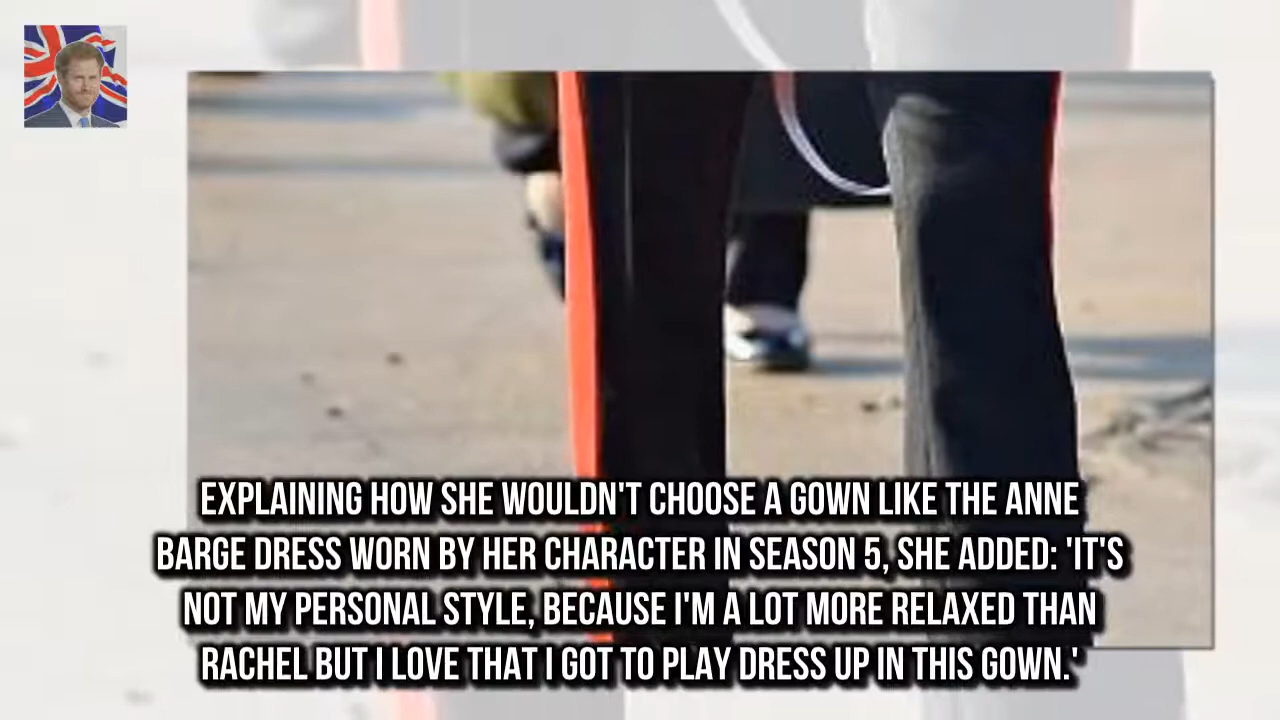 EXPLAINING HOW SHE WOULDN'T CHOOSE A GOWN LIKE THE ANNE
BARGE DRESS WORN BY HER CHARACTER IN SEASON 5, SHE ADDED: 'IT'S
NOT MY PERSONAL STYLE, BECAUSE I'M A LOT MORE RELAXED THAN
RACHEL BUT I LOVE THAT I GOT TO PLAY DRESS UP IN THIS GOWN.'